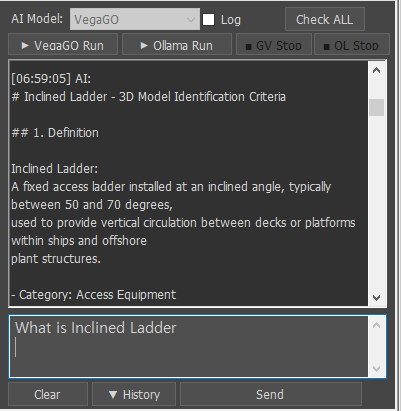 AI Model: VegaGO Log Check ALL
► VegaGO Run ► Ollama Run ■ GV Stop ■ OL Stop
[06:59:05] AI:
# Inclined Ladder - 3D Model Identification Criteria
## 1. Definition
Inclined Ladder:
A fixed access ladder installed at an inclined angle, typically
between 50 and 70 degrees,
used to provide vertical circulation between decks or platforms
within ships and offshore
plant structures.
- Category: Access Equipment
What is Inclined Ladder
Clear ▼ History Send